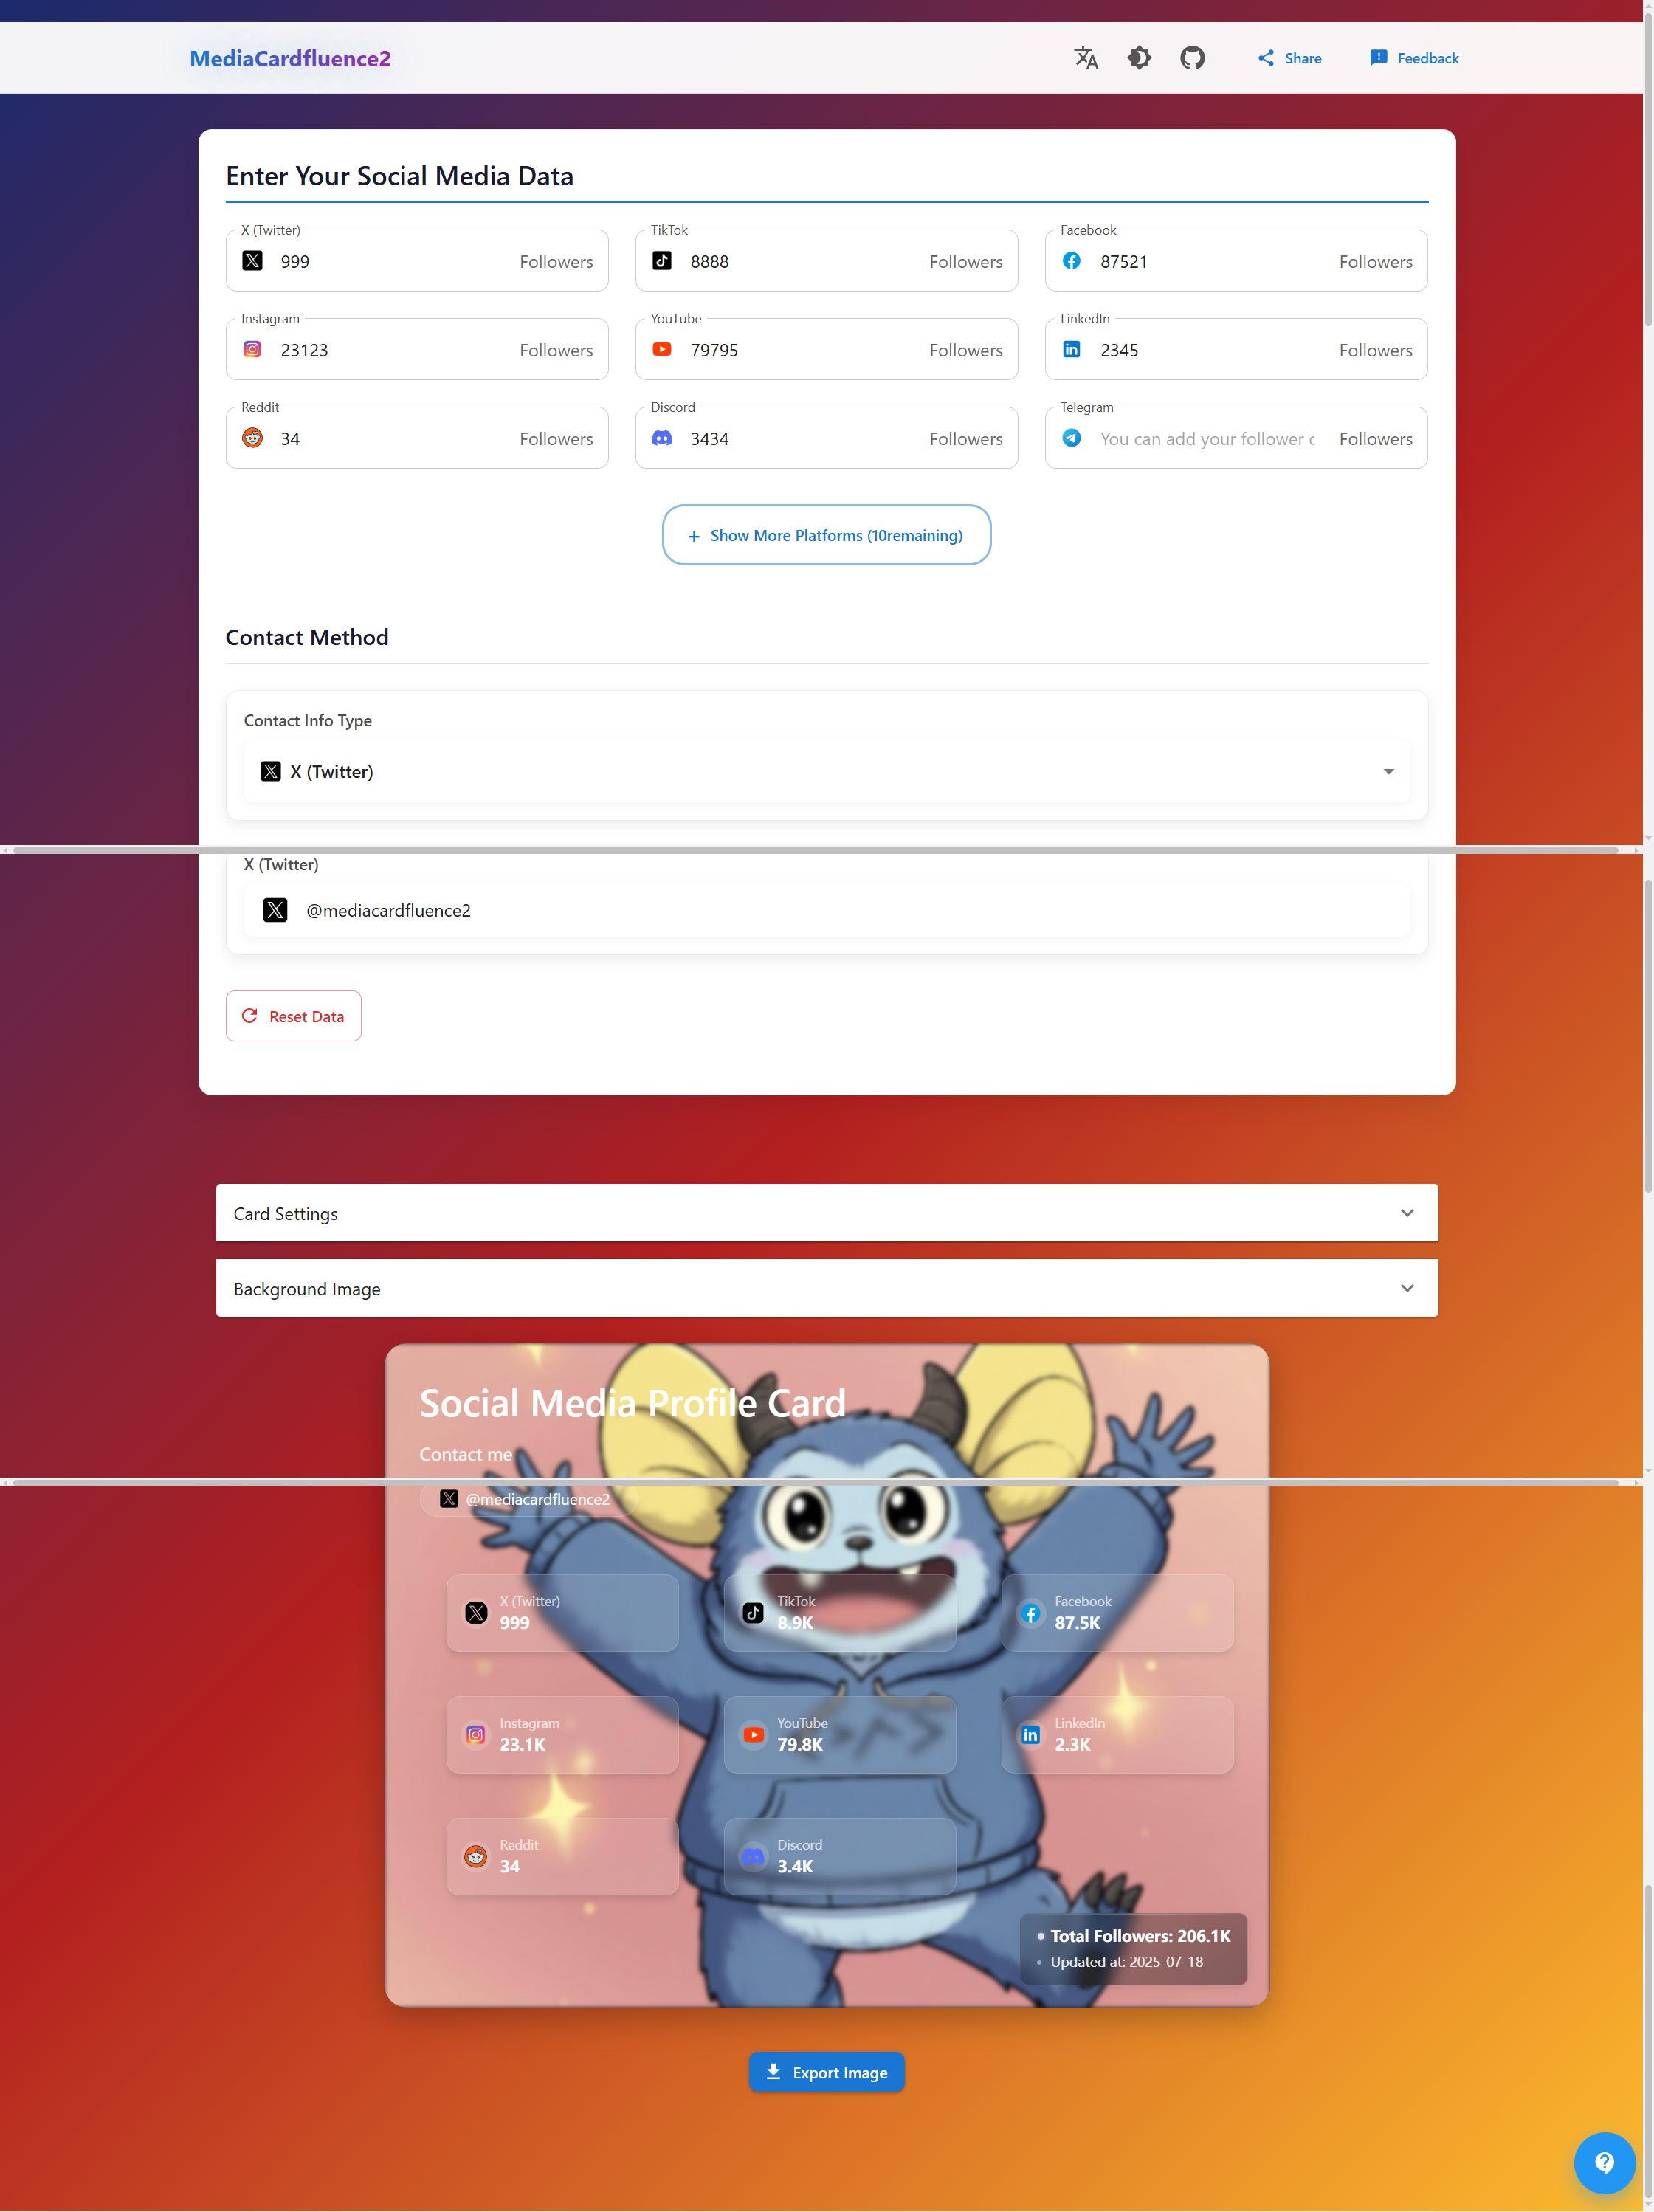 MediaCardfluence2
Share
Feedback
Enter Your Social Media Data
X (Twitter)
999 Followers
TikTok
8888 Followers
Facebook
87521 Followers
Instagram
23123 Followers
YouTube
79795 Followers
LinkedIn
2345 Followers
Reddit
34 Followers
Discord
3434 Followers
Telegram
You can add your follower Followers
+ Show More Platforms (10remaining)
Contact Method
Contact Info Type
X (Twitter)
X (Twitter)
@mediacardfluence2
Reset Data
Card Settings
Background Image
Social Media Profile Card
Contact me
@mediacardfluence2
X (Twitter)
999
TikTok
8.9K
Facebook
87.5K
Instagram
23.1K
YouTube
79.8K
LinkedIn
2.3K
Reddit
34
Discord
3.4K
</>
Total Followers: 206.1K
Updated at: 2025-07-18
Export Image